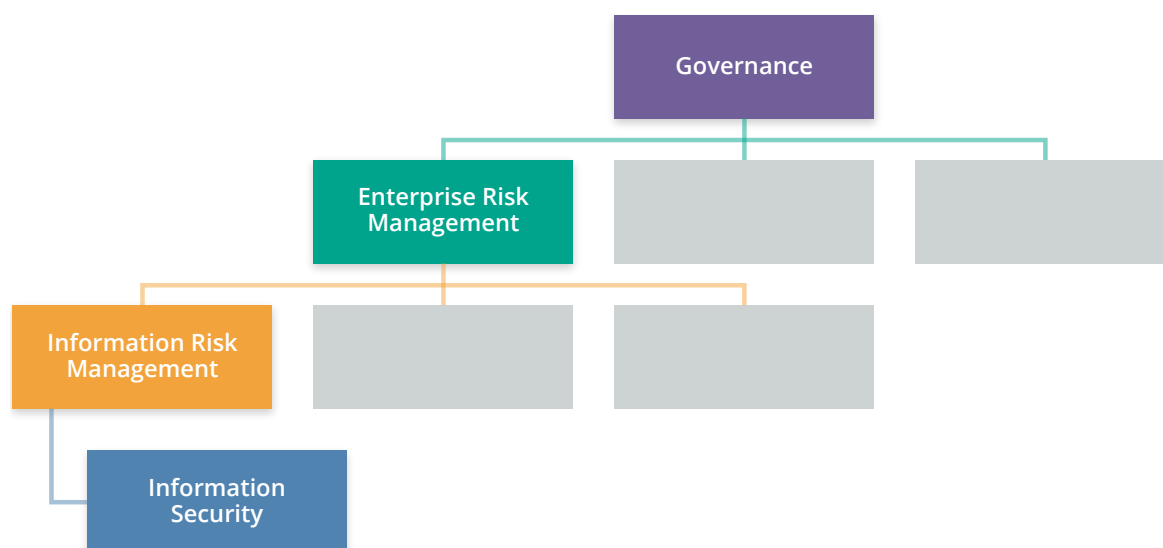 Governance
Enterprise Risk
Management
Information Risk
Management
Information
Security